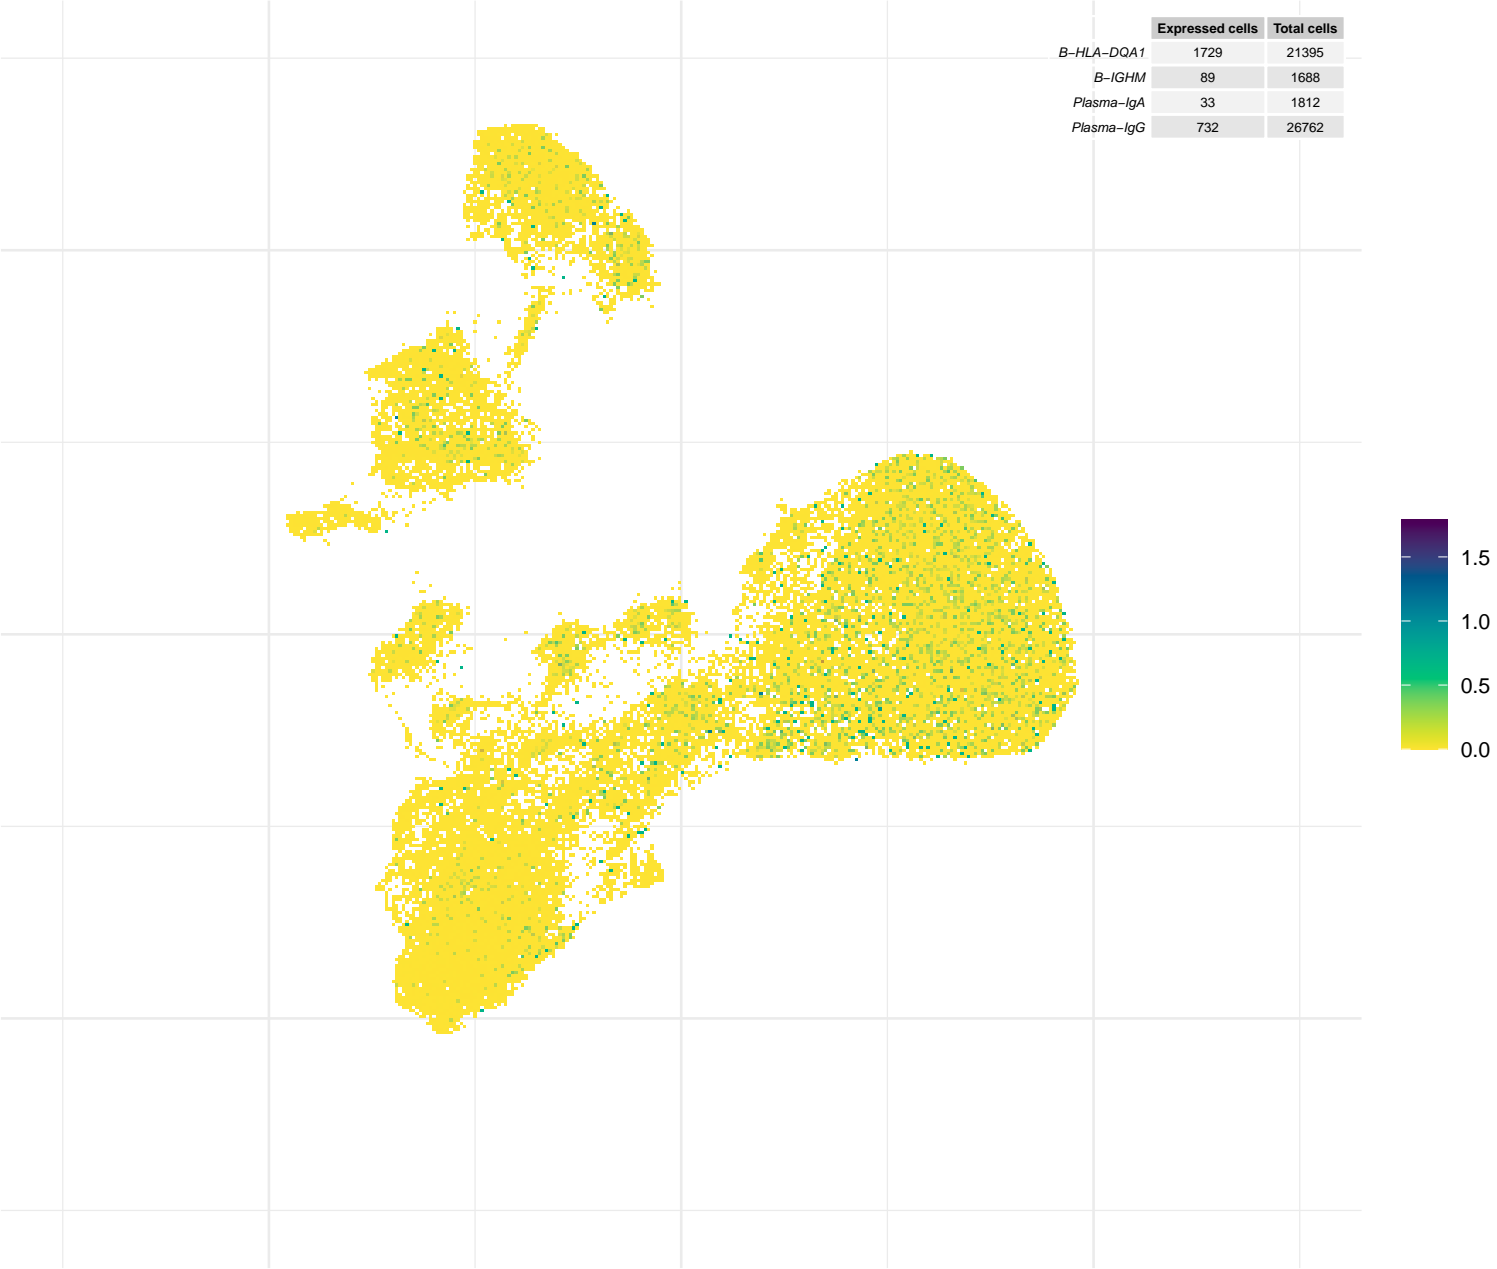 Expressed cells Total cells
B−HLA−DQA1 1729 21395
B−IGHM 89 1688
Plasma−IgA 33 1812
Plasma−IgG 732 26762
1.5
1.0
0.5
0.0